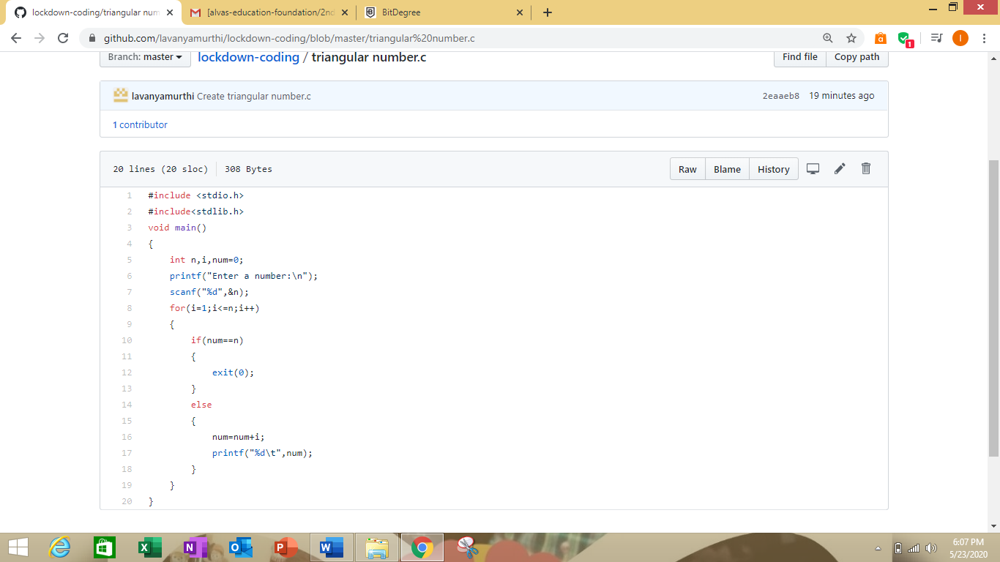 lockdown-coding/triangular num
[alvas-education-foundation/2nd
BitDegree
github.com/lavanyamurthi/lockdown-coding/blob/master/triangular%20number.c
1
I
Branch: master
lockdown-coding / triangular number.c
Find file
Copy path
lavanyamurthi Create triangular number.c
2eaaeb8 19 minutes ago
1 contributor
20 lines (20 sloc) 308 Bytes
Raw
Blame
History
1 #include <stdio.h>
2 #include<stdlib.h>
3 void main()
4 {
5 int n,i,num=0;
6 printf("Enter a number:\n");
7 scanf("%d",&n);
8 for(i=1;i<=n;i++)
9 {
10 if(num==n)
11 {
12 exit(0);
13 }
14 else
15 {
16 num=num+i;
17 printf("%d\t",num);
18 }
19 }
20 }
6:07 PM
5/23/2020